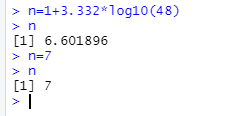 > n=1+3.332*log10(48)
> n
[1] 6.601896
> n=7
> n
[1] 7
>